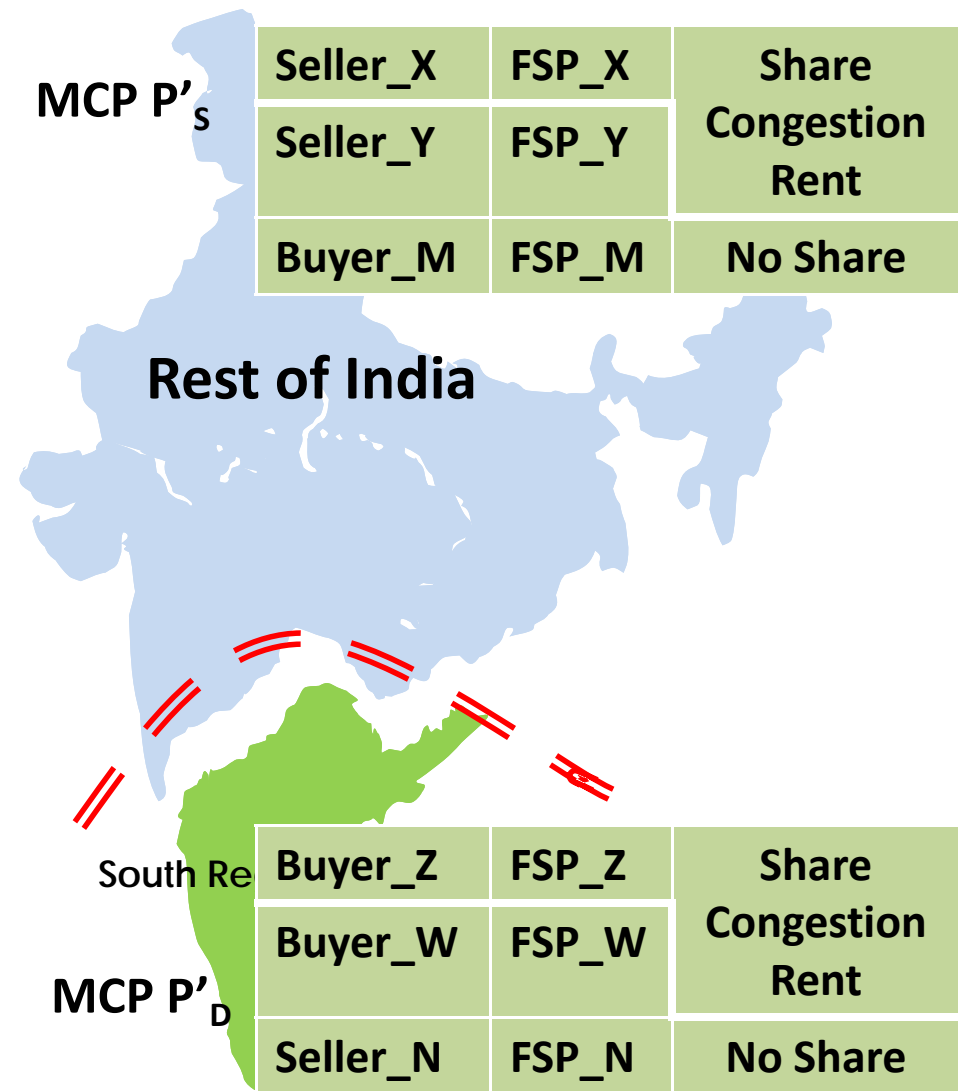 MCP P’S
Seller_X FSP_X Share Congestion Rent
Seller_Y FSP_Y
Buyer_M FSP_M No Share
Rest of India
South Re
Buyer_Z FSP_Z Share Congestion Rent
Buyer_W FSP_W
MCP P’D
Seller_N FSP_N No Share